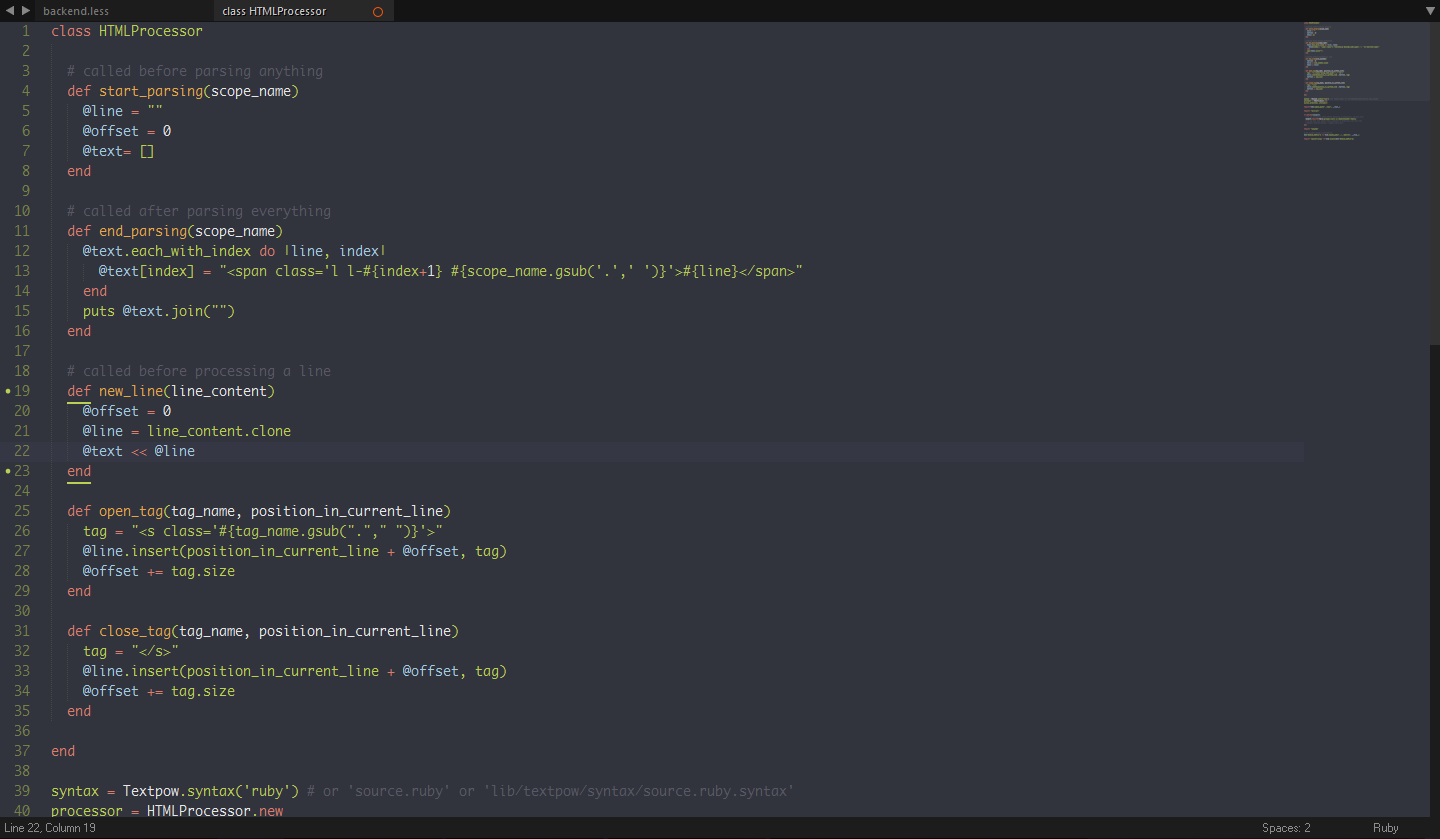 backend.less
class HTMLProcessor
1 class HTMLProcessor
2
3   # called before parsing anything
4   def start_parsing(scope_name)
5     @line = ""
6     @offset = 0
7     @text= []
8   end
9
10   # called after parsing everything
11   def end_parsing(scope_name)
12     @text.each_with_index do |line, index|
13       @text[index] = "<span class='l l-#{index+1} #{scope_name.gsub('.',' ')}'>#{line}</span>"
14     end
15     puts @text.join("")
16   end
17
18   # called before processing a line
19   def new_line(line_content)
20     @offset = 0
21     @line = line_content.clone
22     @text << @line
23   end
24
25   def open_tag(tag_name, position_in_current_line)
26     tag = "<s class='#{tag_name.gsub("."," ")}'>"
27     @line.insert(position_in_current_line + @offset, tag)
28     @offset += tag.size
29   end
30
31   def close_tag(tag_name, position_in_current_line)
32     tag = "</s>"
33     @line.insert(position_in_current_line + @offset, tag)
34     @offset += tag.size
35   end
36
37 end
38
39 syntax = Textpow.syntax('ruby') # or 'source.ruby' or 'lib/textpow/syntax/source.ruby.syntax'
40 processor = HTMLProcessor.new
Line 22, Column 19
Spaces: 2
Ruby